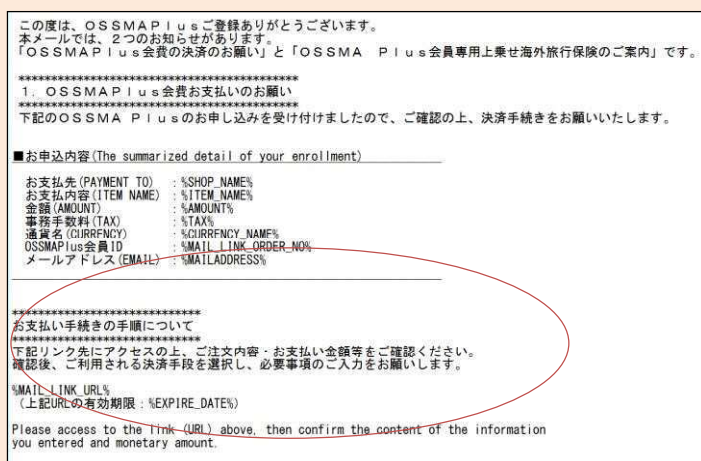 この度は、ＯＳＳＭＡＰｌｕｓご登録ありがとうございます。
本メールでは、２つのお知らせがあります。
「ＯＳＳＭＡＰｌｕｓ会費の決済のお願い」と「ＯＳＳＭＡ　Ｐｌｕｓ会員専用上乗せ海外旅行保険のご案内」です。
******************************************
１．ＯＳＳＭＡＰｌｕｓ会費お支払いのお願い
******************************************
下記のＯＳＳＭＡ Ｐｌｕｓのお申し込みを受け付けましたので、ご確認の上、決済手続きをお願いいたします。
■お申込内容(The summarized detail of your enrollment)
お支払先(PAYMENT TO) : %SHOP_NAME%
お支払内容(ITEM NAME) : %ITEM_NAME%
金額(AMOUNT) : %AMOUNT%
事務手数料(TAX) : %TAX%
通貨名(CURRENCY) : %CURRENCY_NAME%
OSSMAPlus会員ID : %MAIL_LINK_ORDER_NO%
メールアドレス(EMAIL) : %MAILADDRESS%
****************************
お支払い手続きの手順について
****************************
下記リンク先にアクセスの上、ご注文内容・お支払い金額等をご確認ください。
確認後、ご利用される決済手段を選択し、必要事項のご入力をお願いします。
%MAIL_LINK_URL%
（上記URLの有効期限：%EXPIRE_DATE%）
Please access to the link (URL) above, then confirm the content of the information
you entered and monetary amount.